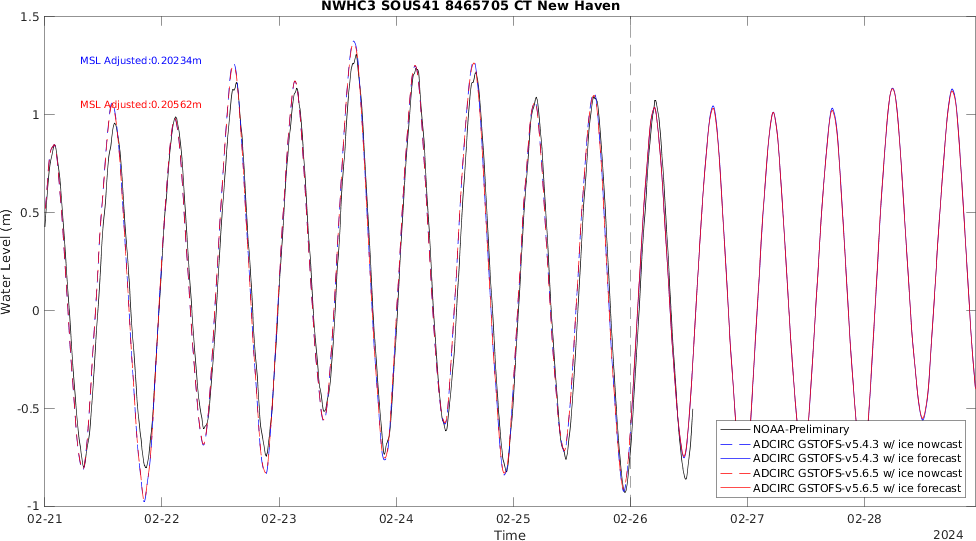 NWHC3 SOUS41 8465705 CT New Haven
1.5
1
0.5
0
-0.5
-1
Water Level (m)
MSL Adjusted:0.20234m
MSL Adjusted:0.20562m
NOAA-Preliminary
ADCIRC GSTOFS-v5.4.3 w/ ice nowcast
ADCIRC GSTOFS-v5.4.3 w/ ice forecast
ADCIRC GSTOFS-v5.6.5 w/ ice nowcast
ADCIRC GSTOFS-v5.6.5 w/ ice forecast
02-21 02-22 02-23 02-24 02-25 02-26 02-27 02-28
Time
2024